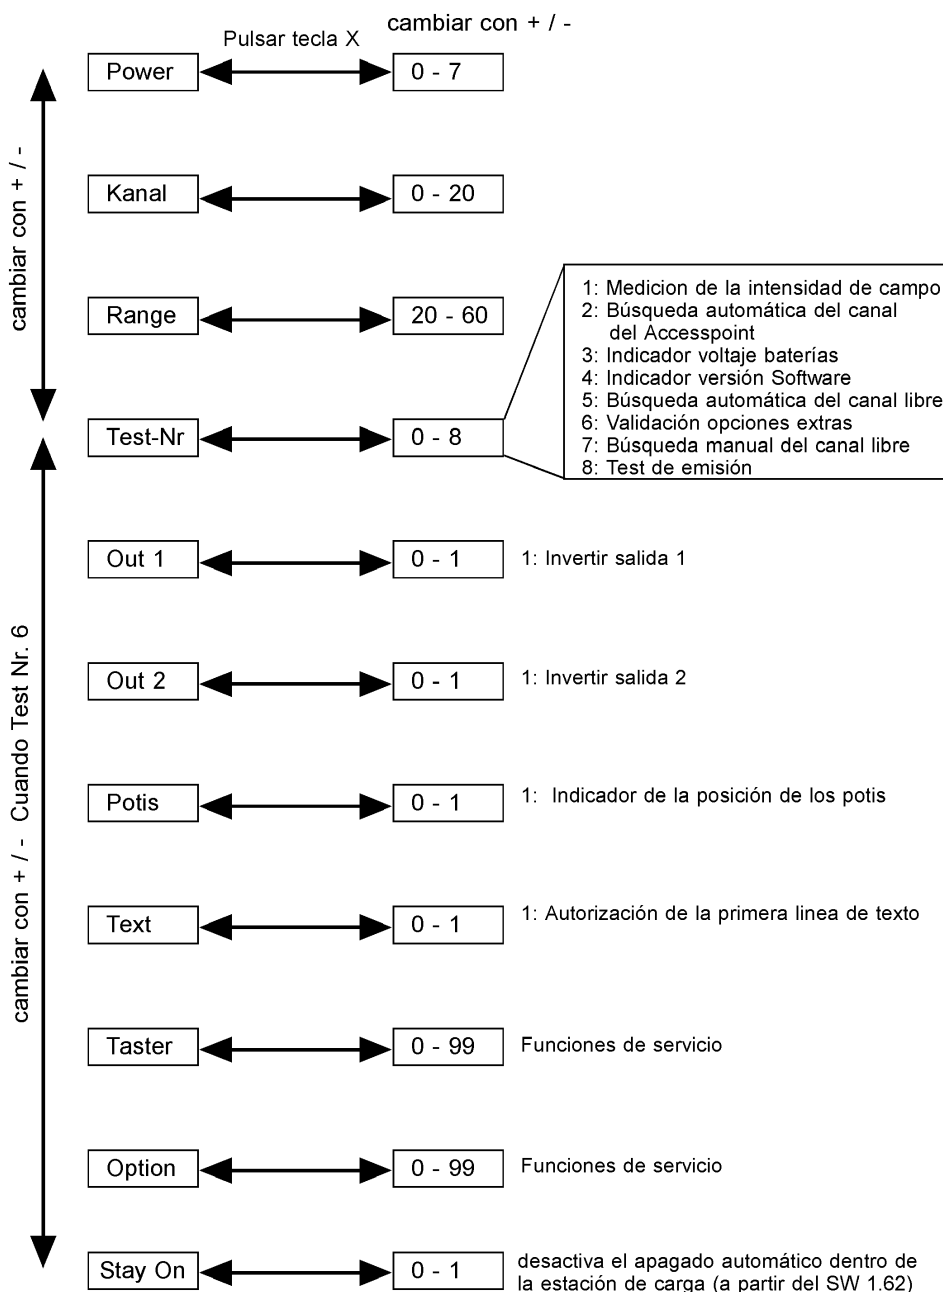 cambiar con + / -
Pulsar tecla X
Power
0 - 7
Kanal
0 - 20
Range
20 - 60
cambiar con + / -
Test-Nr
0 - 8
1: Medicion de la intensidad de campo
2: Búsqueda automática del canal
del Accesspoint
3: Indicador voltaje baterías
4: Indicador versión Software
5: Búsqueda automática del canal libre
6: Validación opciones extras
7: Búsqueda manual del canal libre
8: Test de emisión
Out 1
0 - 1
1: Invertir salida 1
Out 2
0 - 1
1: Invertir salida 2
Potis
0 - 1
1: Indicador de la posición de los potis
Text
0 - 1
1: Autorización de la primera linea de texto
Taster
0 - 99
Funciones de servicio
Option
0 - 99
Funciones de servicio
Stay On
0 - 1
desactiva el apagado automático dentro de
la estación de carga (a partir del SW 1.62)
cambiar con + / - Cuando Test Nr. 6